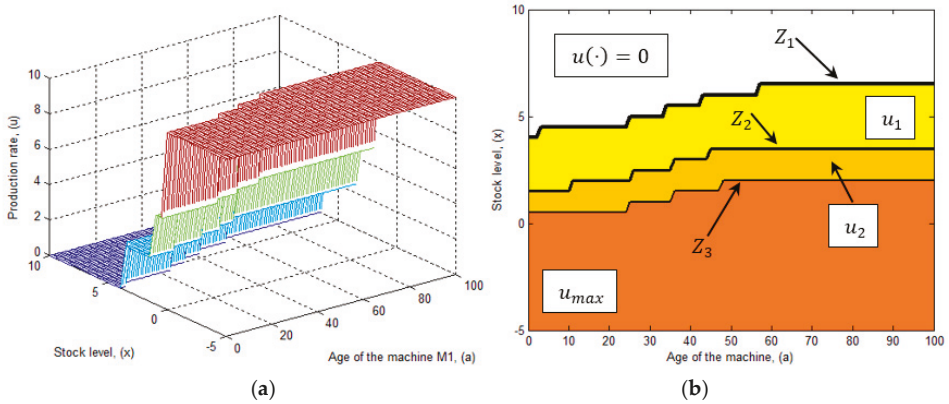 10
8
6
4
2
0
10
5
0
-5
0
20
40
60
80
100
Production rate, (u)
Stock level, (x)
Age of the machine M1, (a)
(a)
10
5
0
-5
0 10 20 30 40 50 60 70 80 90 100
Stock level, (x)
Age of the machine, (a)
u(·) = 0
Z₁
u₁
Z₂
u₂
Z₃
uₘₐₓ
(b)